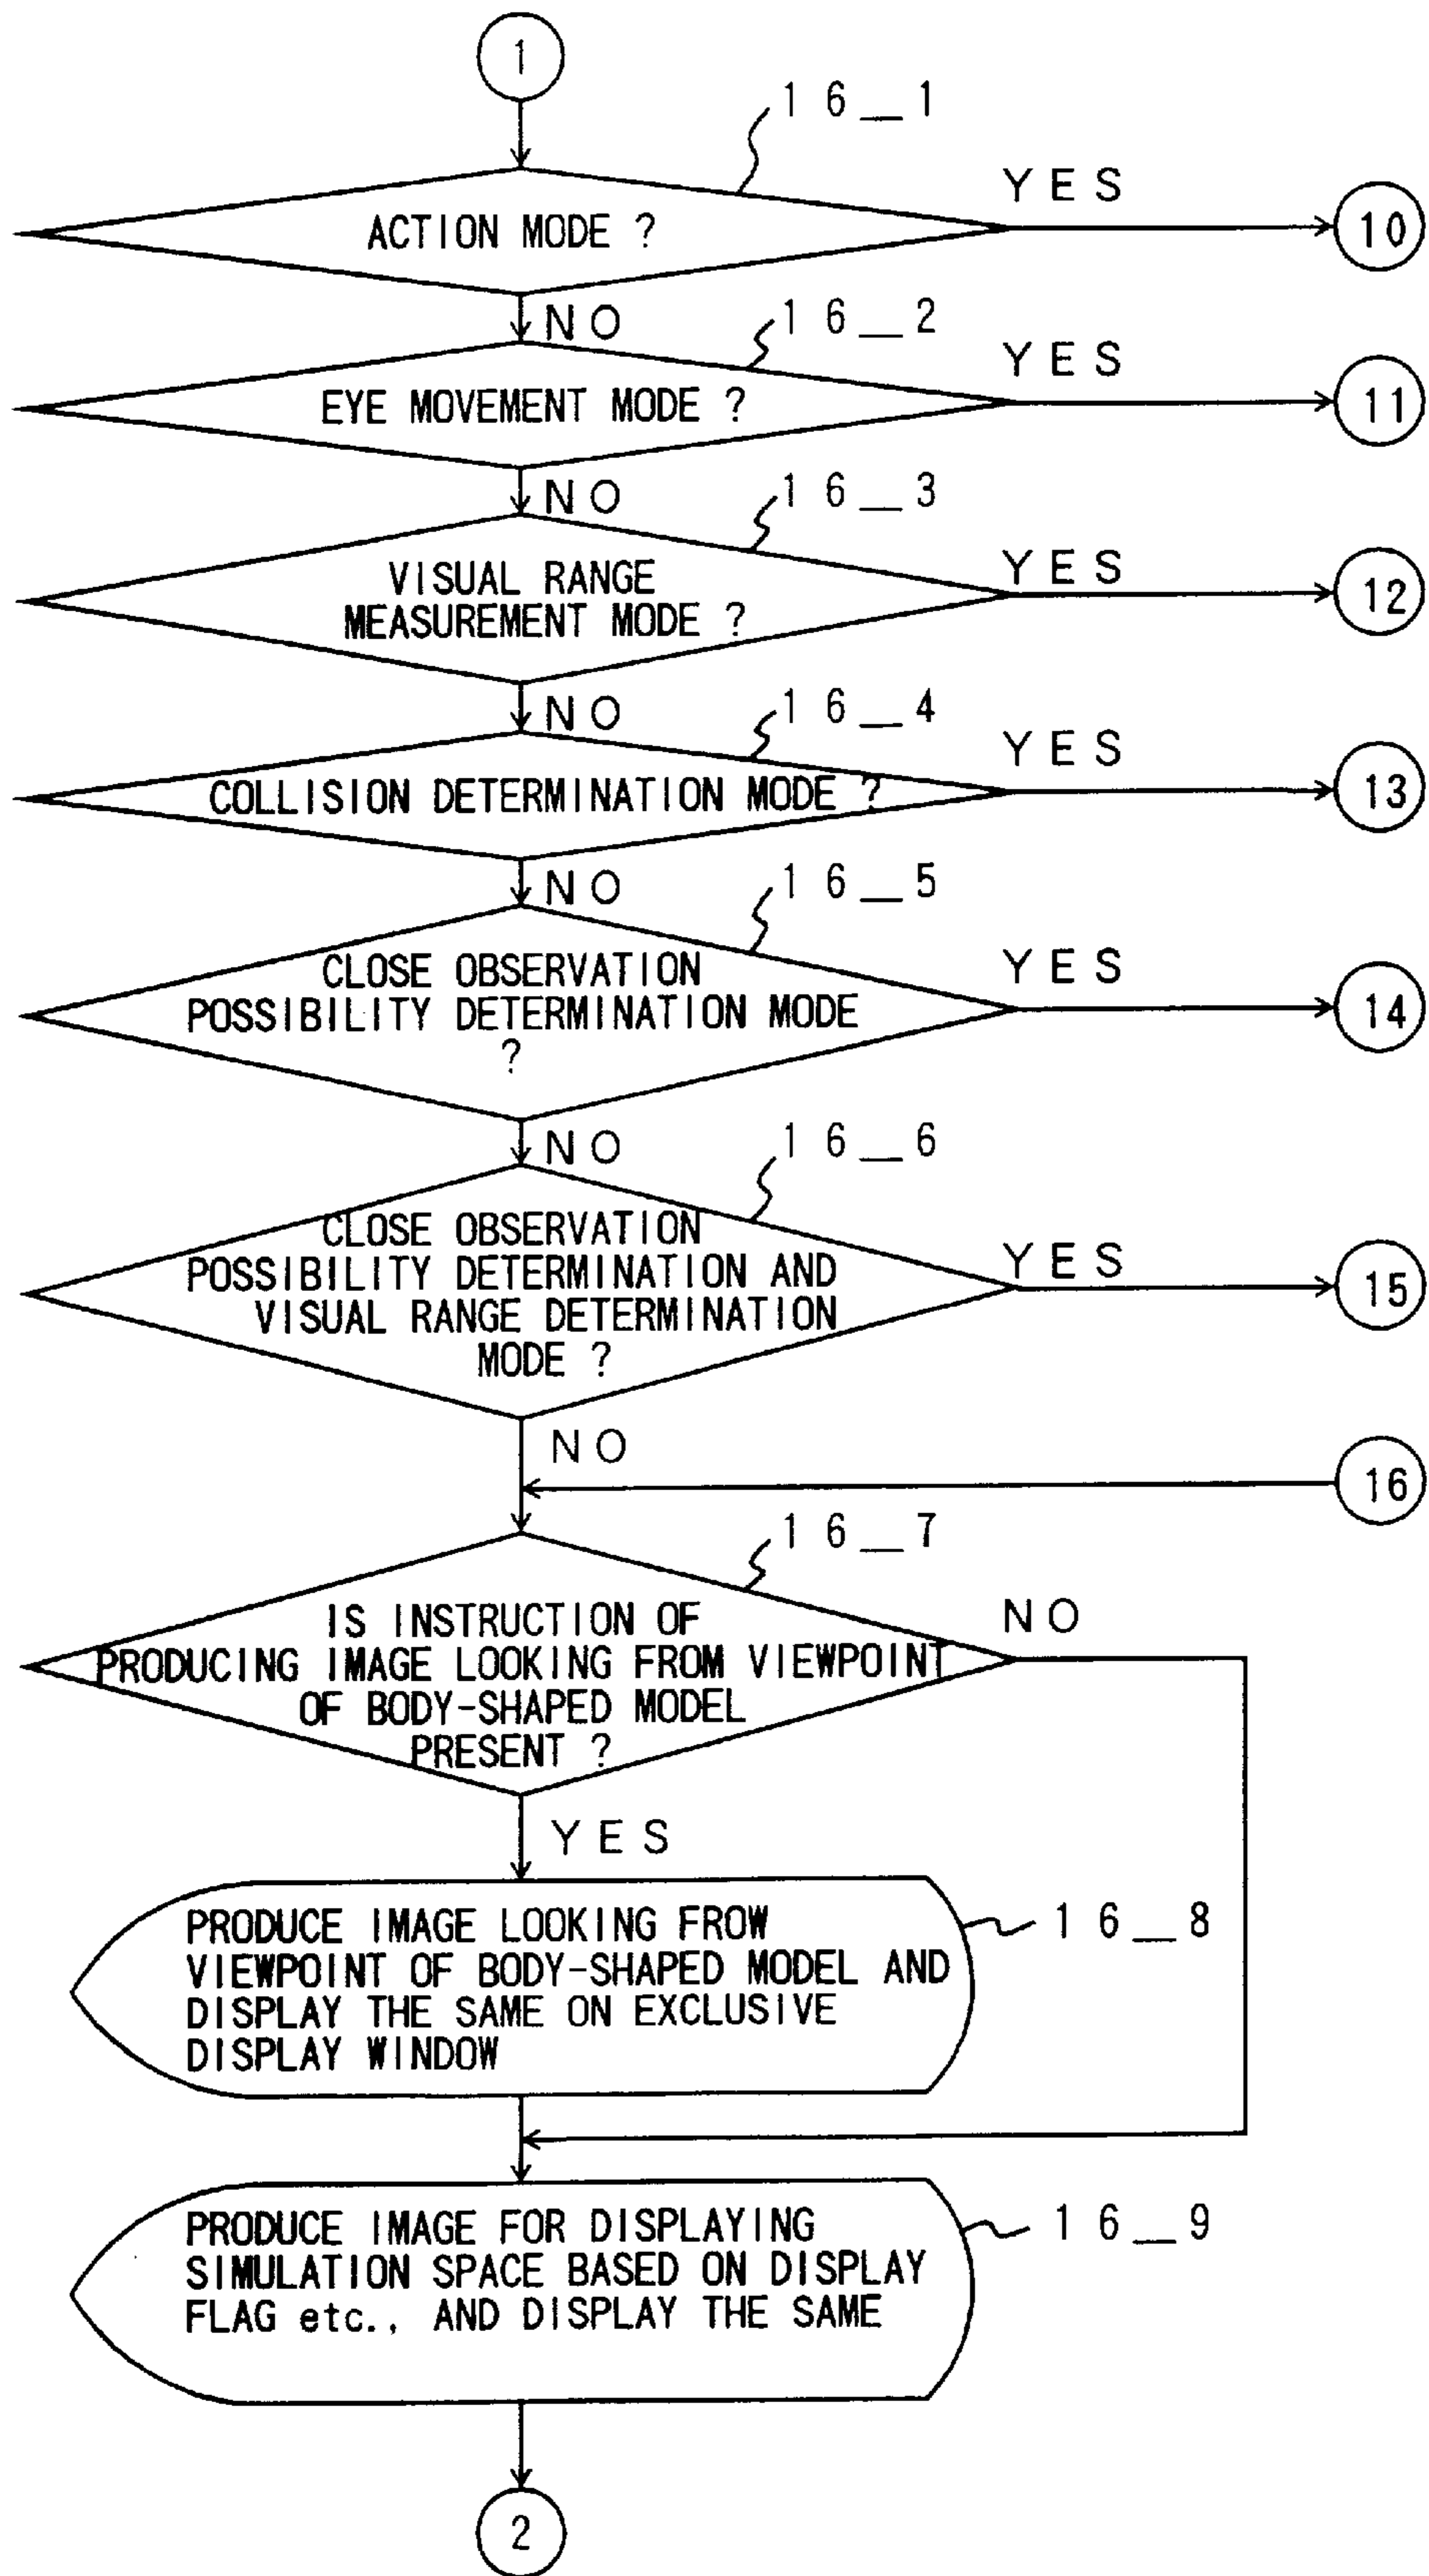 1
16_1
ACTION MODE ?
YES
10
NO
16_2
EYE MOVEMENT MODE ?
YES
11
NO
16_3
VISUAL RANGE
MEASUREMENT MODE ?
YES
12
NO
16_4
COLLISION DETERMINATION MODE ?
YES
13
NO
16_5
CLOSE OBSERVATION
POSSIBILITY DETERMINATION MODE
?
YES
14
NO
16_6
CLOSE OBSERVATION
POSSIBILITY DETERMINATION AND
VISUAL RANGE DETERMINATION
MODE ?
YES
15
NO
16
16_7
IS INSTRUCTION OF
PRODUCING IMAGE LOOKING FROM VIEWPOINT
OF BODY-SHAPED MODEL
PRESENT ?
NO
YES
PRODUCE IMAGE LOOKING FROM
VIEWPOINT OF BODY-SHAPED MODEL AND
DISPLAY THE SAME ON EXCLUSIVE
DISPLAY WINDOW
16_8
PRODUCE IMAGE FOR DISPLAYING
SIMULATION SPACE BASED ON DISPLAY
FLAG etc., AND DISPLAY THE SAME
16_9
2